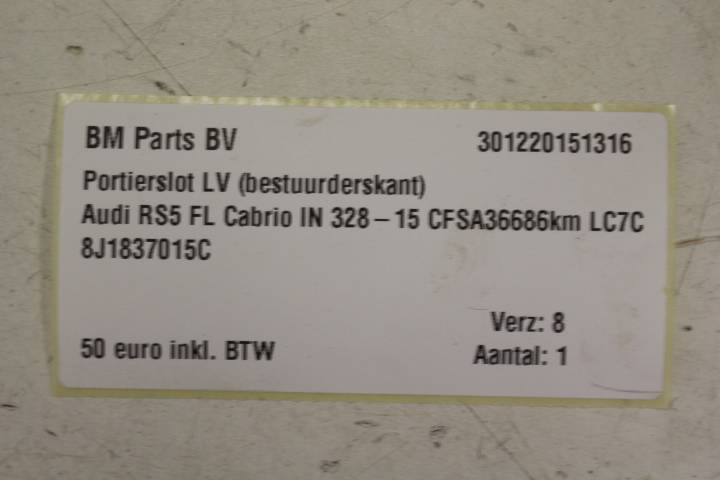 BM Parts BV 301220151316
Portierslot LV (bestuurderskant)
Audi RS5 FL Cabrio IN 328-15 CFSA36686km LC7C
8J1837015C
Verz: 8
50 euro inkl. BTW Aantal: 1